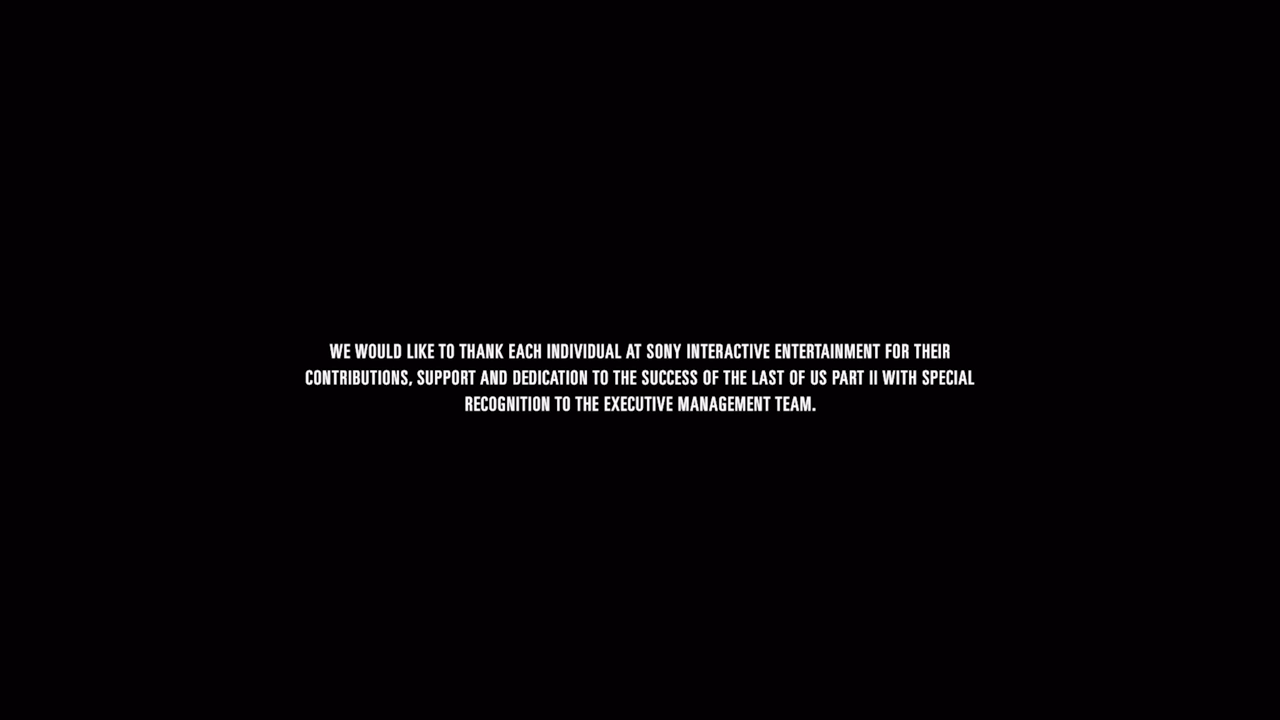 WE WOULD LIKE TO THANK EACH INDIVIDUAL AT SONY INTERACTIVE ENTERTAINMENT FOR THEIR
CONTRIBUTIONS, SUPPORT AND DEDICATION TO THE SUCCESS OF THE LAST OF US PART II WITH SPECIAL
RECOGNITION TO THE EXECUTIVE MANAGEMENT TEAM.